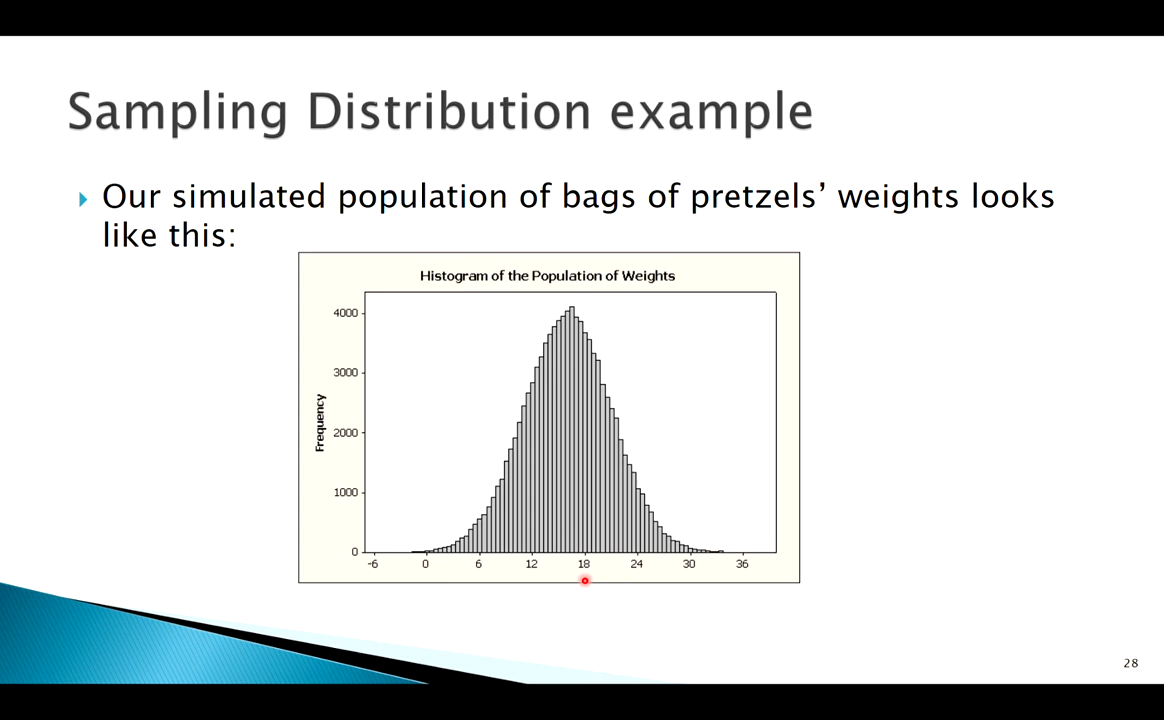 Sampling Distribution example
Our simulated population of bags of pretzels’ weights looks
like this:
Histogram of the Population of Weights
Frequency
4000
3000
2000
1000
0
-6 0 6 12 18 24 30 36
28